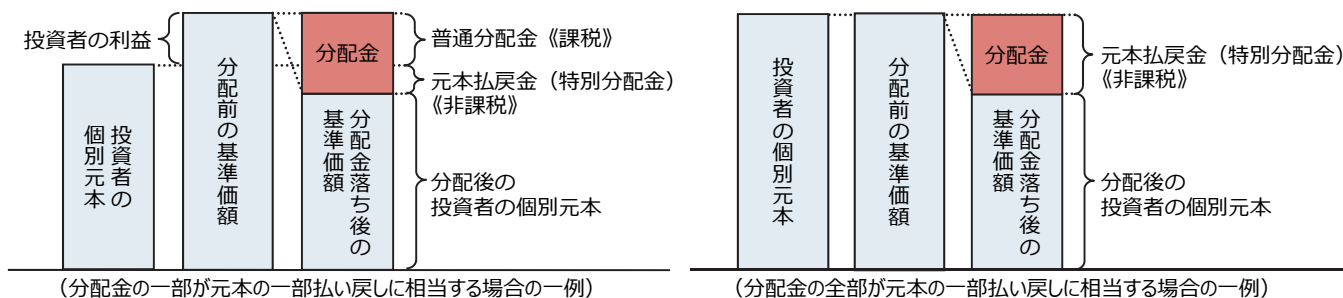 投資者の利益
投資者の
個別元本
分配前の基準価額
分配金
分配金落ち後の
基準価額
普通分配金《課税》
元本払戻金（特別分配金）
《非課税》
分配後の
投資者の個別元本
（分配金の一部が元本の一部払い戻しに相当する場合の一例）
投資者の個別元本
分配前の基準価額
分配金
分配金落ち後の
基準価額
元本払戻金（特別分配金）
《非課税》
分配後の
投資者の個別元本
（分配金の全部が元本の一部払い戻しに相当する場合の一例）